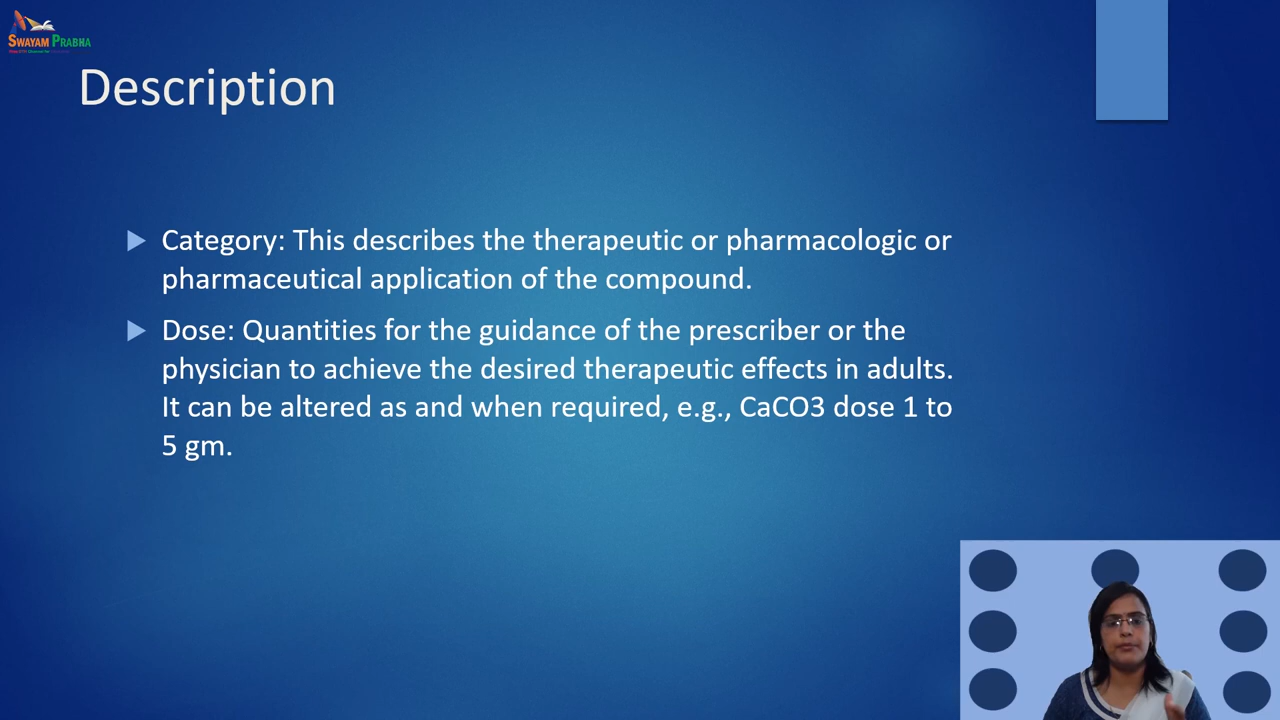 SWAYAM PRABHA
Description
Category: This describes the therapeutic or pharmacologic or
pharmaceutical application of the compound.
Dose: Quantities for the guidance of the prescriber or the
physician to achieve the desired therapeutic effects in adults.
It can be altered as and when required, e.g., CaCO3 dose 1 to
5 gm.